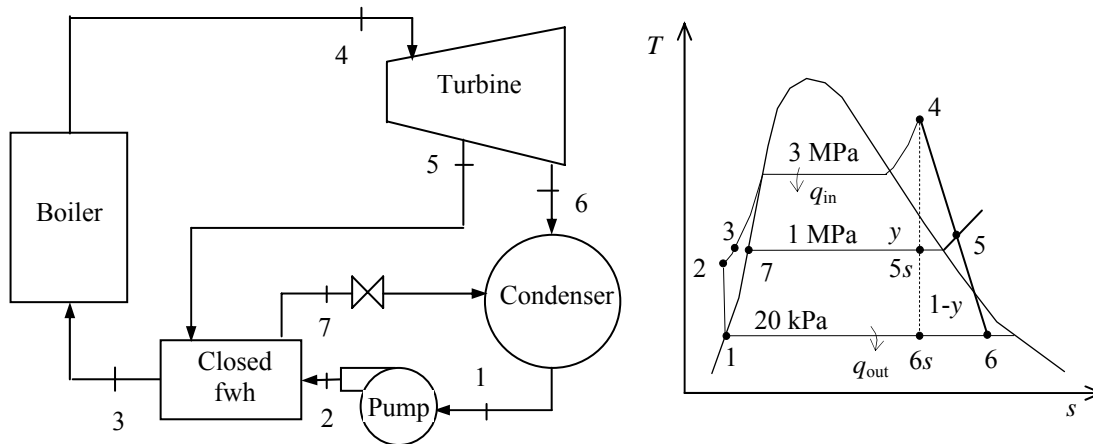 4
Turbine
5
6
Boiler
7
Condenser
Closed
fwh
3
2
Pump
1
T
4
3 MPa
q_in
3
2
1 MPa
y
5
7
5s
1-y
20 kPa
1
q_out
6s
6
s